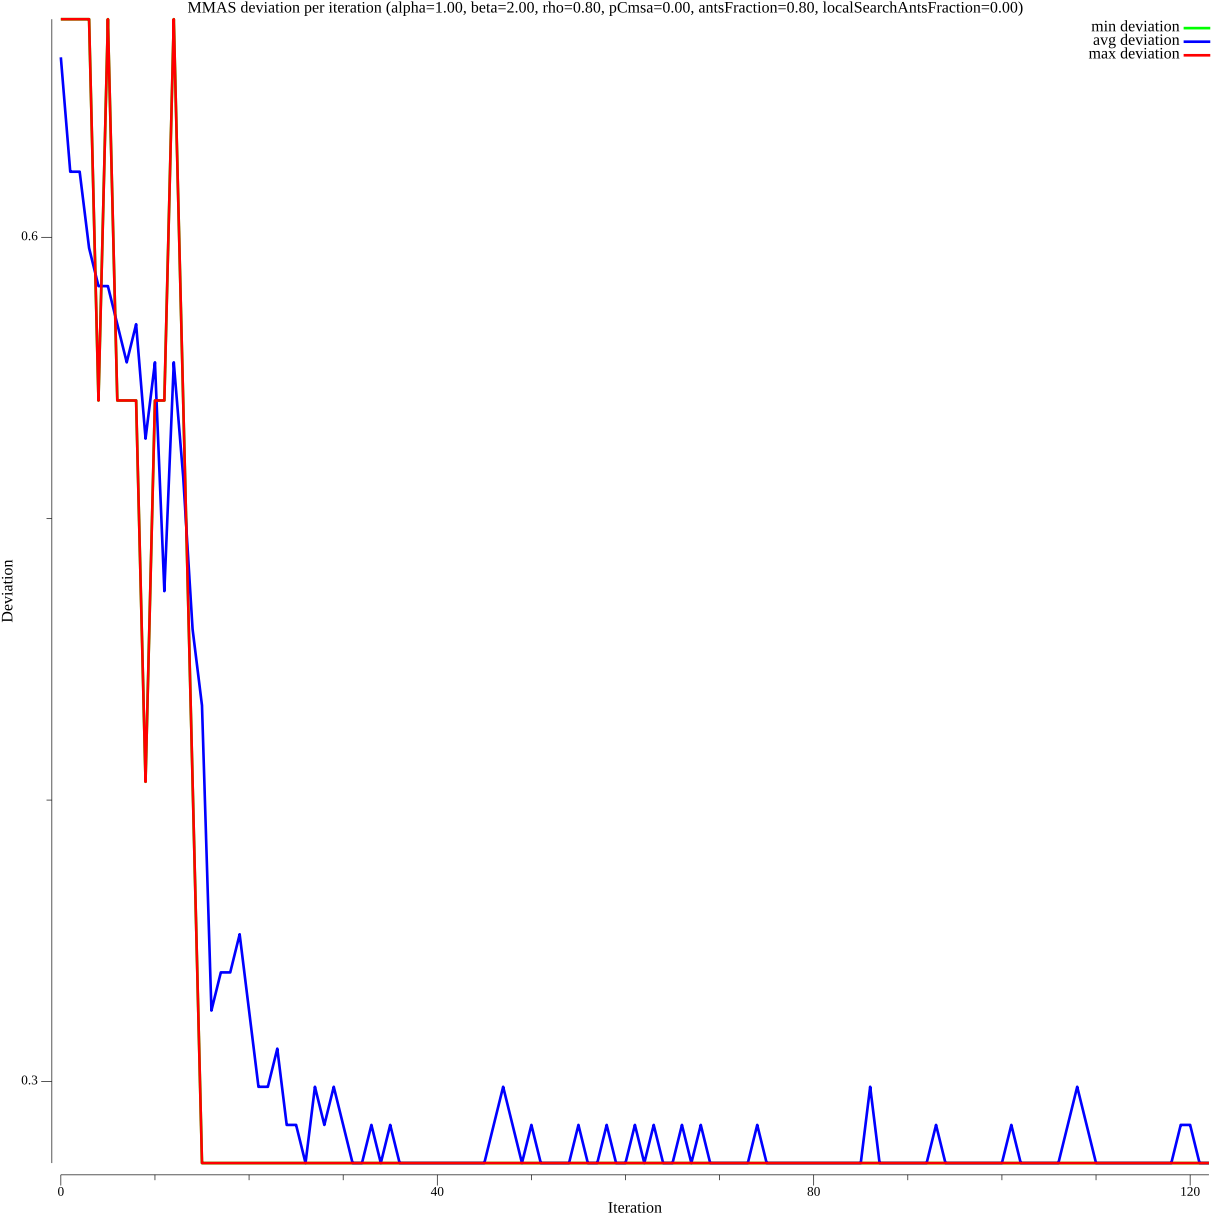 MMAS deviation per iteration (alpha=1.00, beta=2.00, rho=0.80, pCmsa=0.00, antsFraction=0.80, localSearchAntsFraction=0.00)
min deviation
avg deviation
max deviation
0.6
Deviation
0.3
0 40 80 120
Iteration